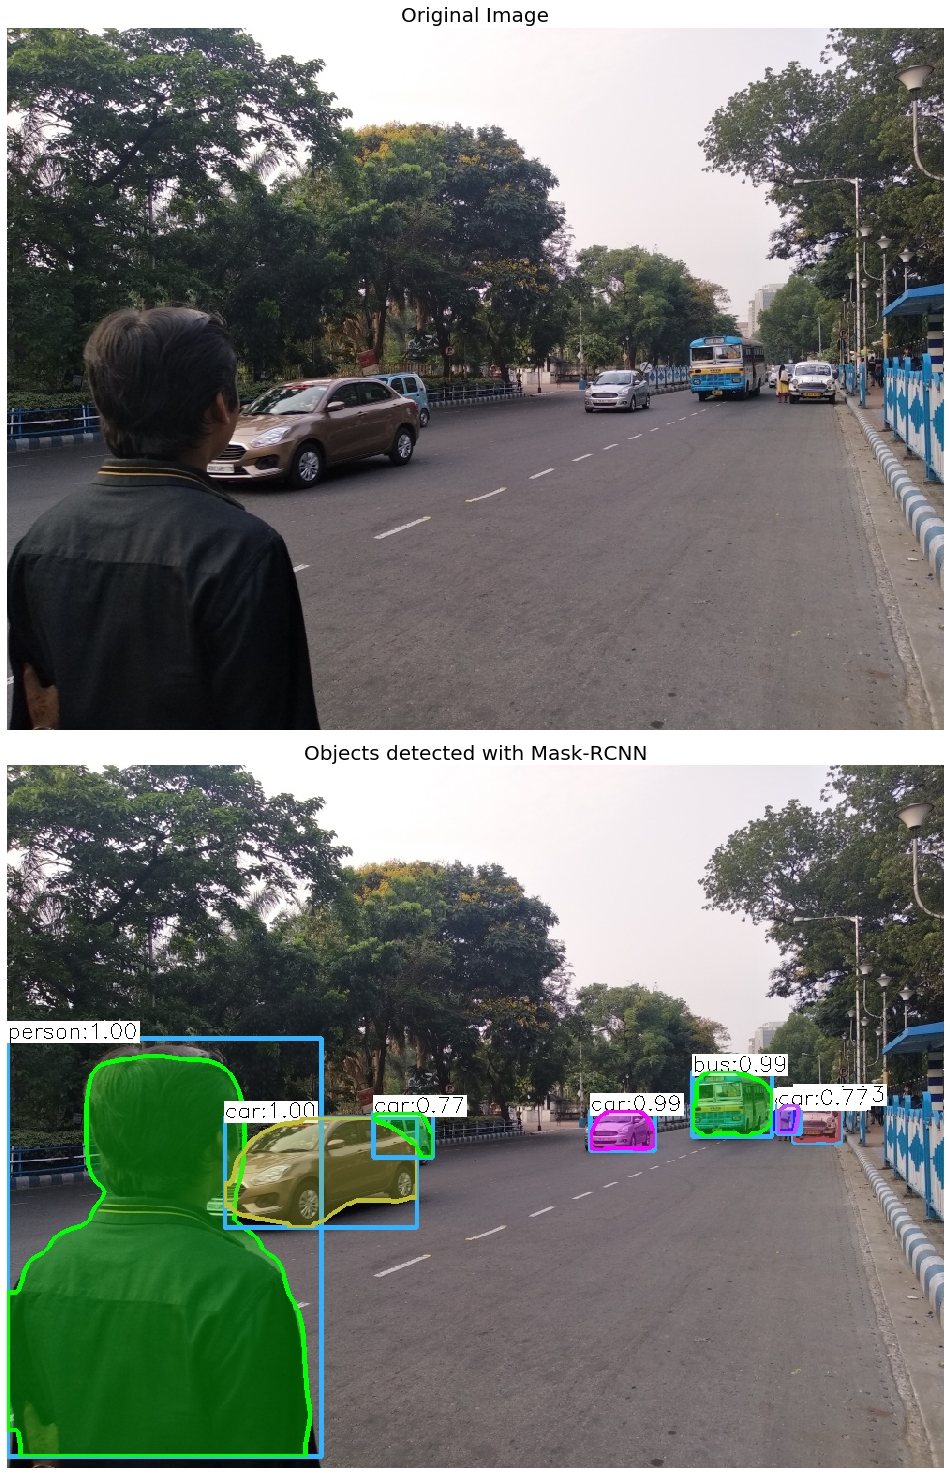 Original Image
Objects detected with Mask-RCNN
person:1.00
car:1.00
car:0.77
car:0.99
bus:0.99
car:0.77